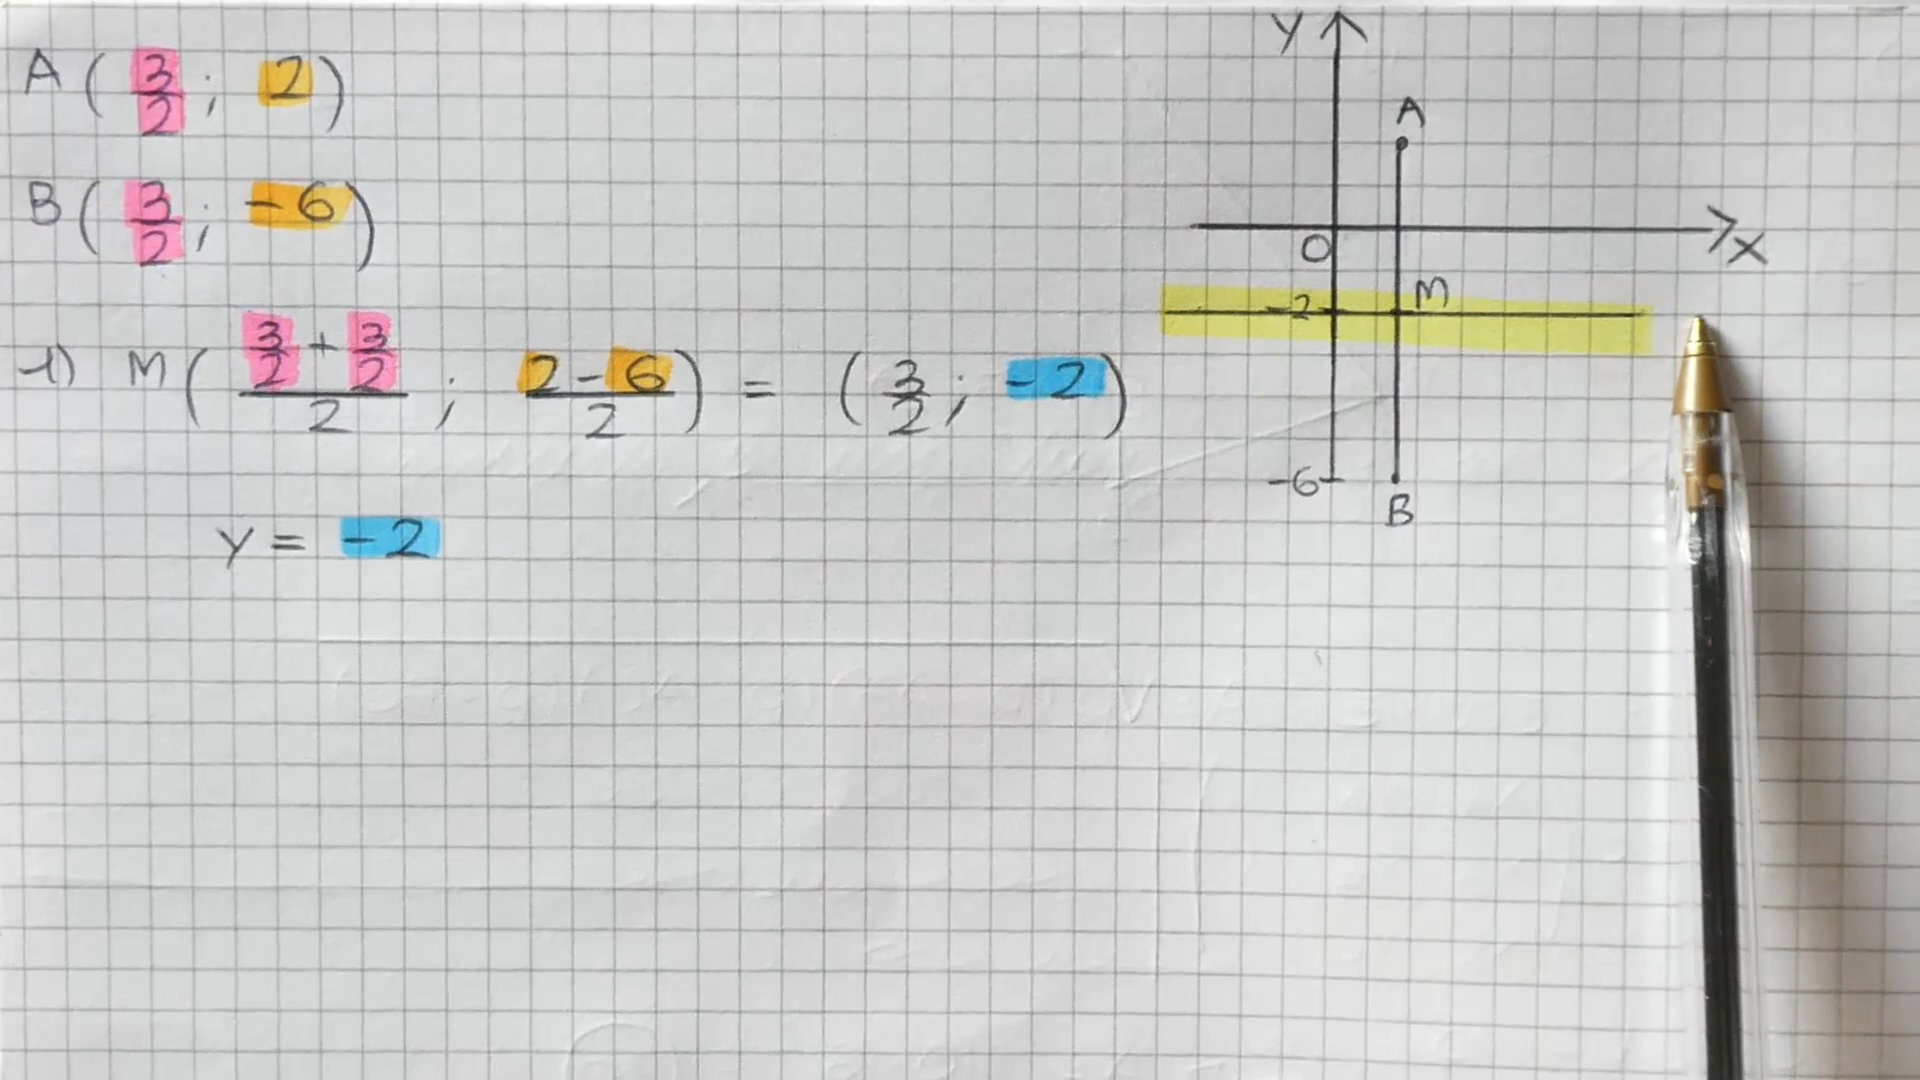 A ( 3/2 ; 2 )
B ( 3/2 ; -6 )
1) M ( (3/2 + 3/2)/2 ; (2 - 6)/2 ) = ( 3/2 ; -2 )
y = -2
y
A
O
x
-2
M
-6
B